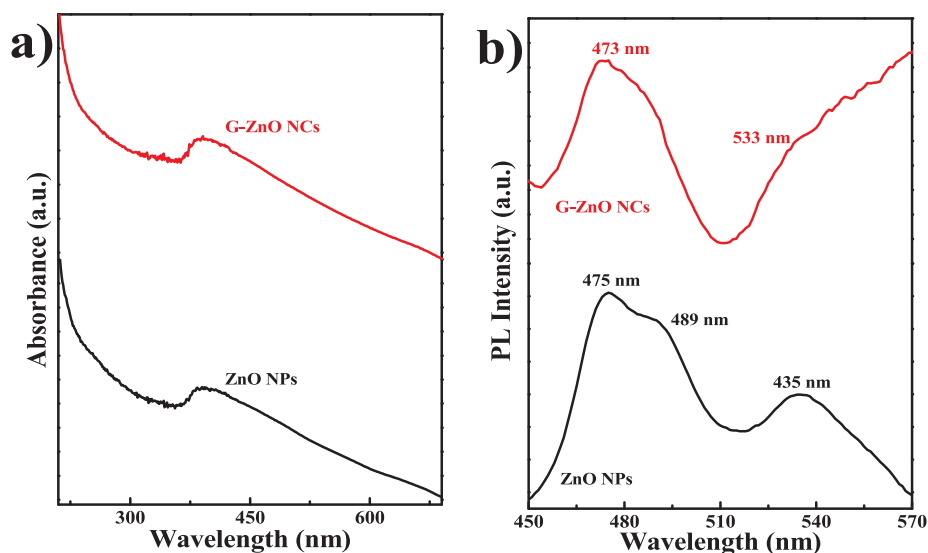 a)
G-ZnO NCs
ZnO NPs
Absorbance (a.u.)
300 450 600
Wavelength (nm)
b)
473 nm
533 nm
G-ZnO NCs
475 nm
489 nm
435 nm
ZnO NPs
PL Intensity (a.u.)
450 480 510 540 570
Wavelength (nm)